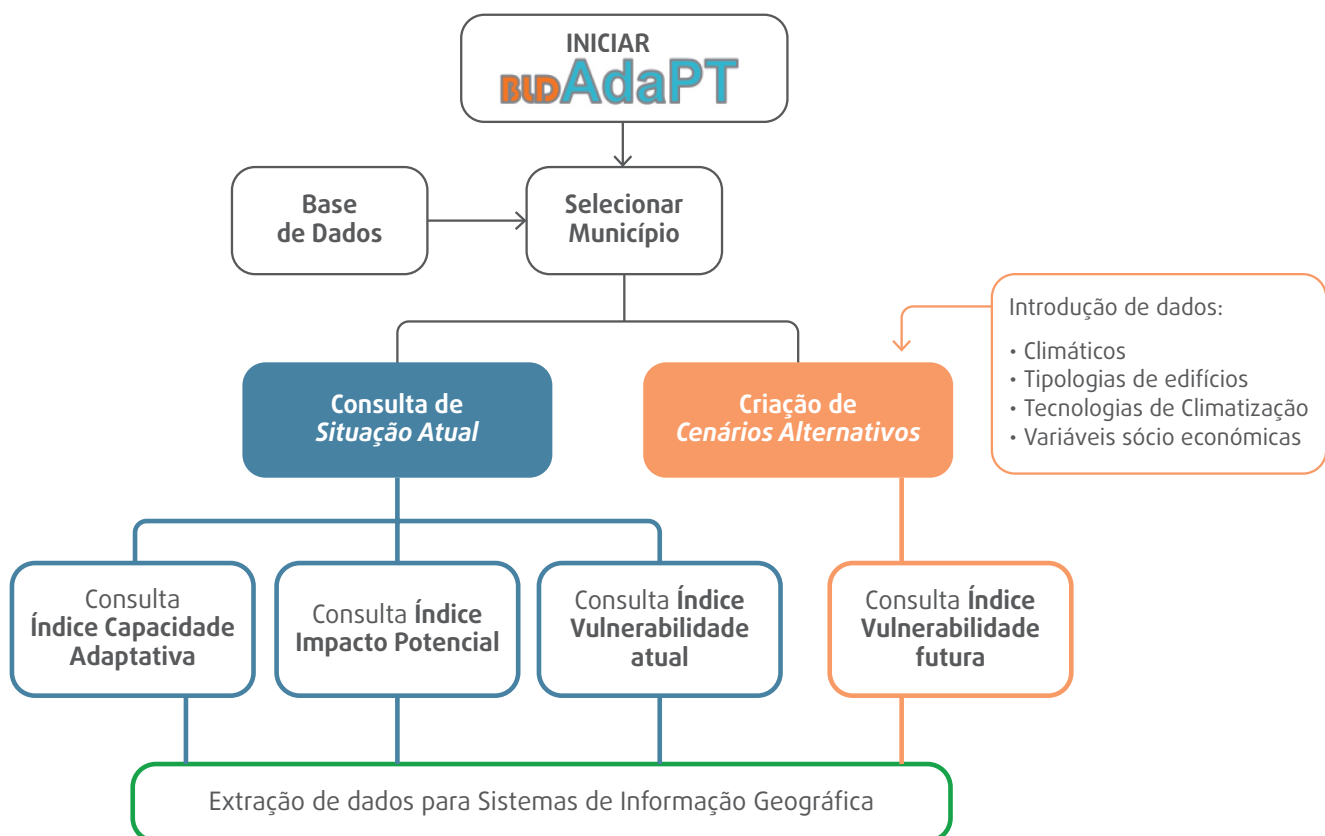 INICIAR
BLDAdaPT
Base
de Dados
Selecionar
Município
Introdução de dados:
• Climáticos
• Tipologias de edifícios
• Tecnologias de Climatização
• Variáveis sócio económicas
Consulta de
Situação Atual
Criação de
Cenários Alternativos
Consulta
Índice Capacidade
Adaptativa
Consulta Índice
Impacto Potencial
Consulta Índice
Vulnerabilidade
atual
Consulta Índice
Vulnerabilidade
futura
Extração de dados para Sistemas de Informação Geográfica